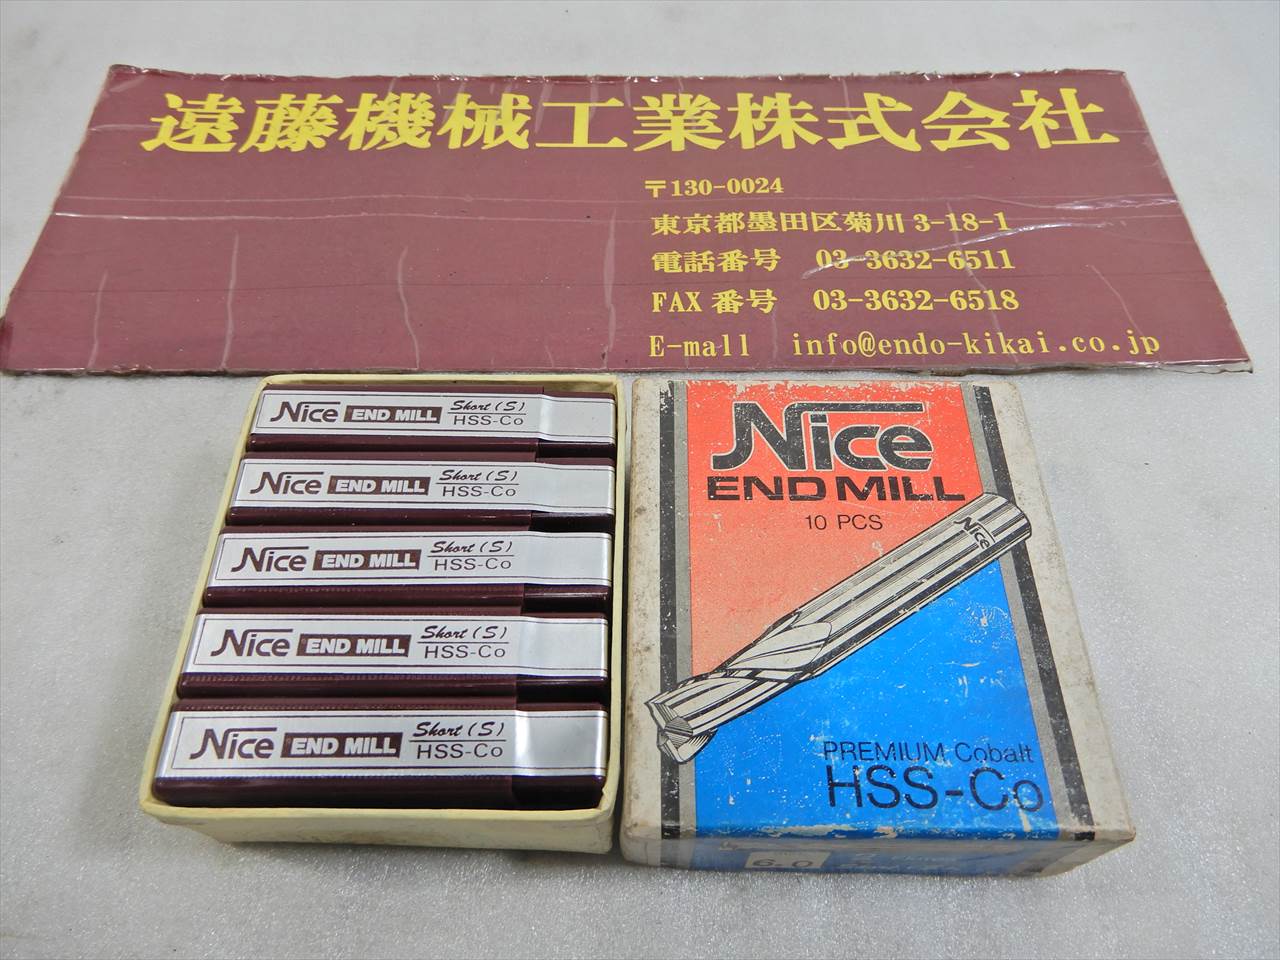 遠藤機械工業株式会社
〒130-0024
東京都墨田区菊川 3-18-1
電話番号 03-3632-6511
FAX 番号 03-3632-6518
E-mall info@endo-kikai.co.jp
Nice END MILL Short (S) HSS-Co
Nice END MILL Short (S) HSS-Co
Nice END MILL Short (S) HSS-Co
Nice END MILL Short (S) HSS-Co
Nice END MILL Short (S) HSS-Co
Nice
END MILL
10 PCS
Nice
PREMIUM Cobalt
HSS-Co
6.0